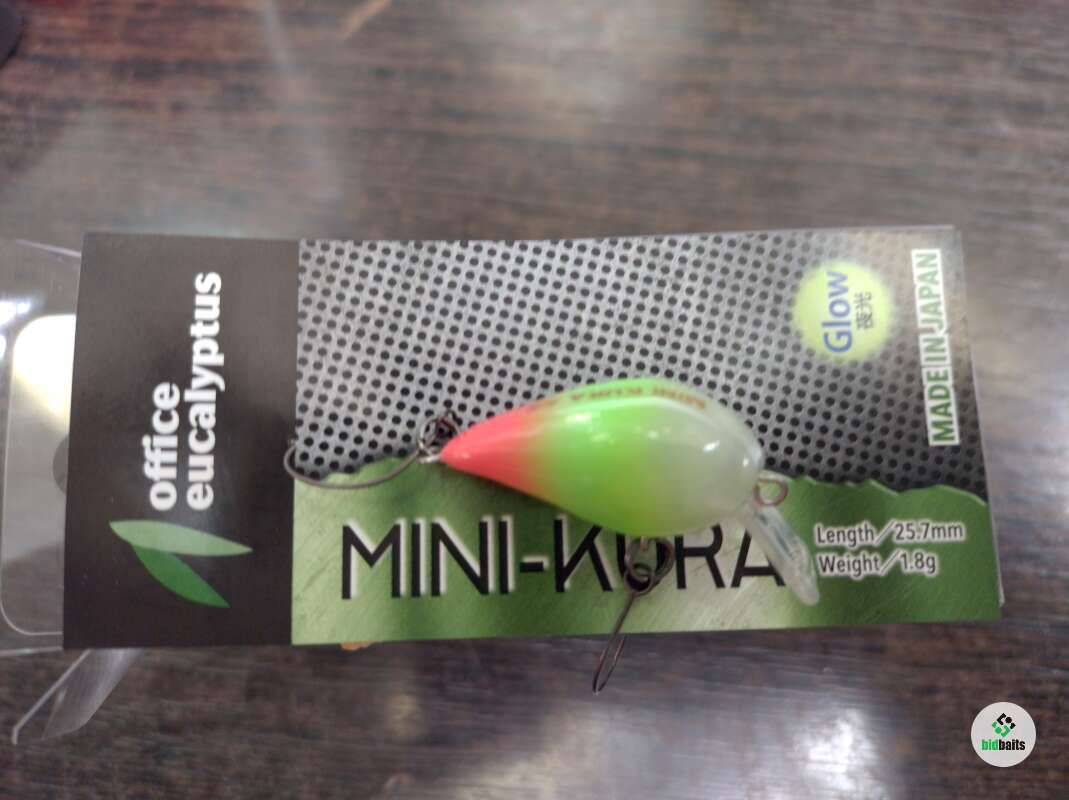 office
eucalyptus
Glow
夜光
MADE IN JAPAN
MINI-KURA
Length/25.7mm
Weight/1.8g
bidbaits